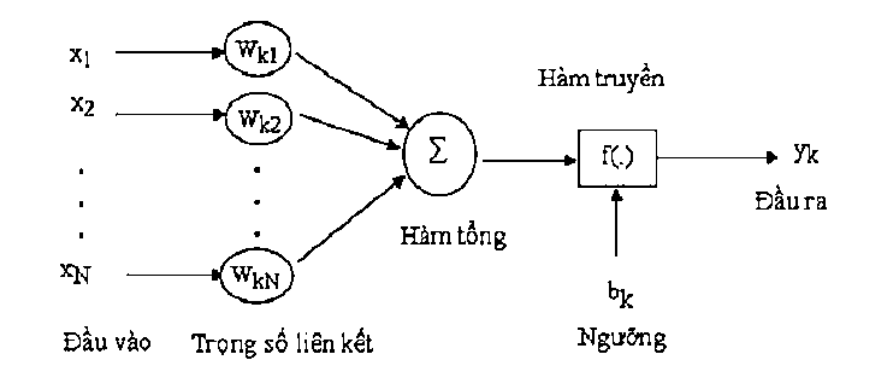 x1
wk1
Hàm truyền
x2
wk2
Σ
f(.)
yk
Đầu ra
Hàm tổng
xN
wkN
bk
Đầu vào
Trọng số liên kết
Ngưỡng